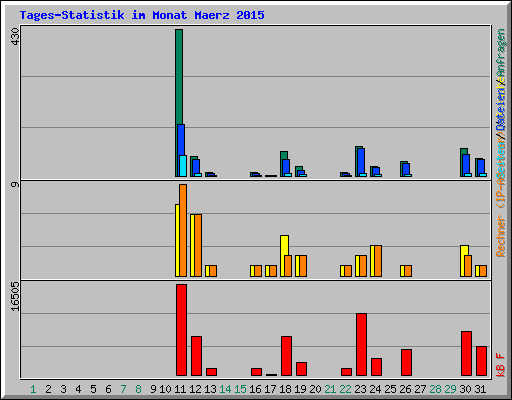 Tages-Statistik im Monat Maerz 2015
430
9
16505
/Dateien/Anfragen
Rechner (IP-A
kB F
1 2 3 4 5 6 7 8 9 10 11 12 13 14 15 16 17 18 19 20 21 22 23 24 25 26 27 28 29 30 31